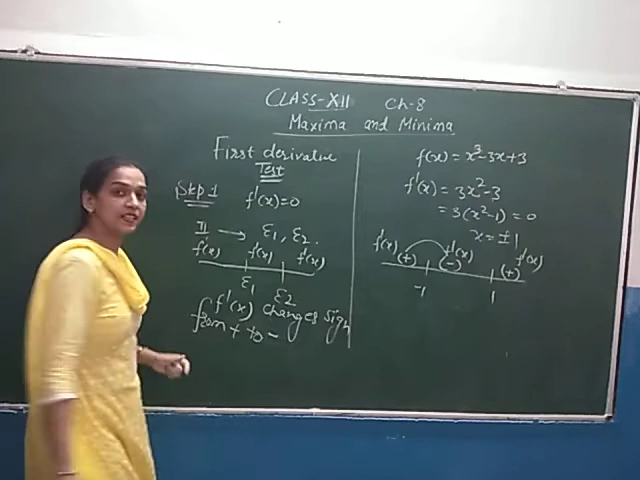 CLASS-XII Ch-8
Maxima and Minima
First derivative
Test
Step 1 f'(x)=0
II → ε1, ε2.
f'(x) f'(x) f'(x)
ε1 ε2
f'(x) changes sign
from + to -
f(x) = x³-3x+3
f'(x) = 3x²-3
= 3(x²-1) = 0
x = ±1
f'(x) (+) f'(x) (-) f'(x) (+)
-1 1